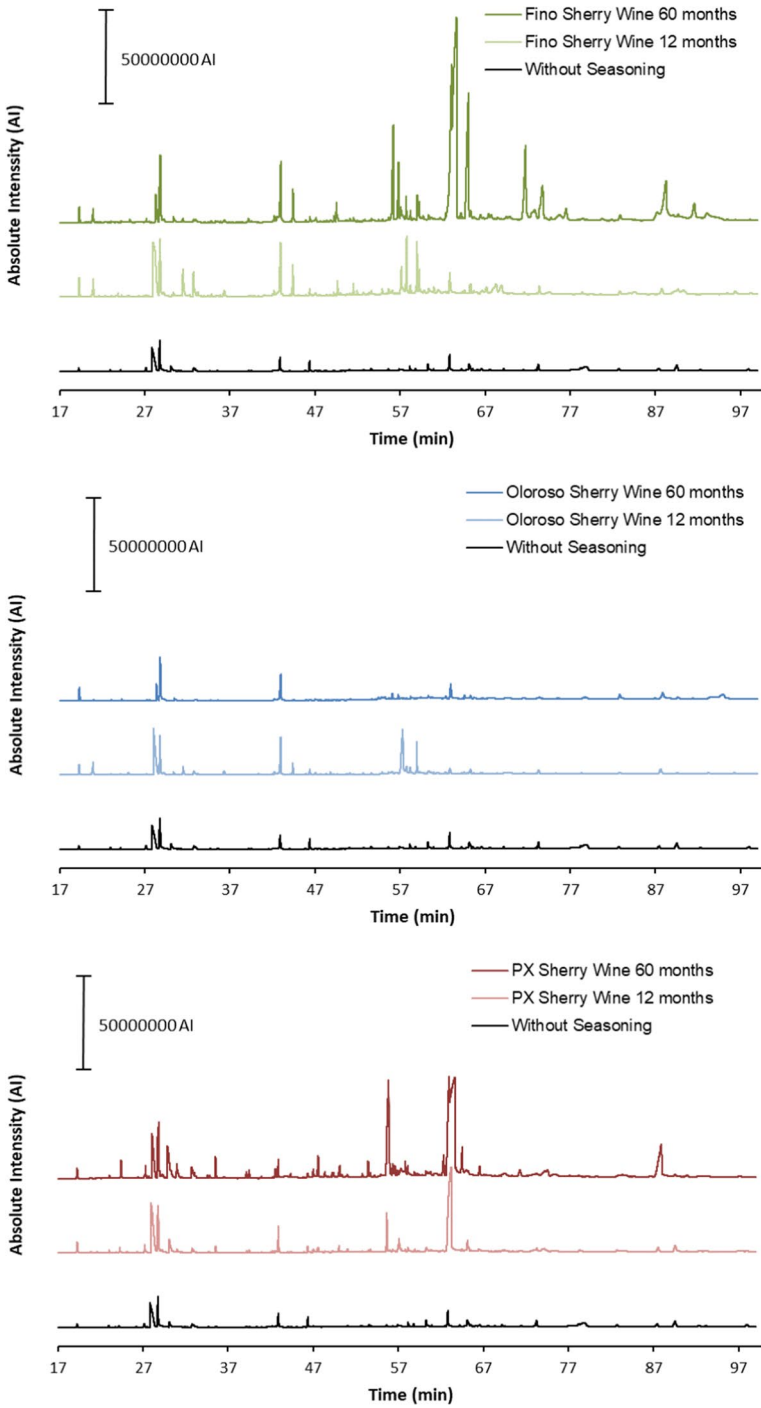 Fino Sherry Wine 60 months
Fino Sherry Wine 12 months
Without Seasoning
50000000 AI
Absolute Intenssity (AI)
17 27 37 47 57 67 77 87 97
Time (min)
Oloroso Sherry Wine 60 months
Oloroso Sherry Wine 12 months
Without Seasoning
50000000 AI
Absolute Intenssity (AI)
17 27 37 47 57 67 77 87 97
Time (min)
PX Sherry Wine 60 months
PX Sherry Wine 12 months
Without Seasoning
50000000 AI
Absolute Intenssity (AI)
17 27 37 47 57 67 77 87 97
Time (min)